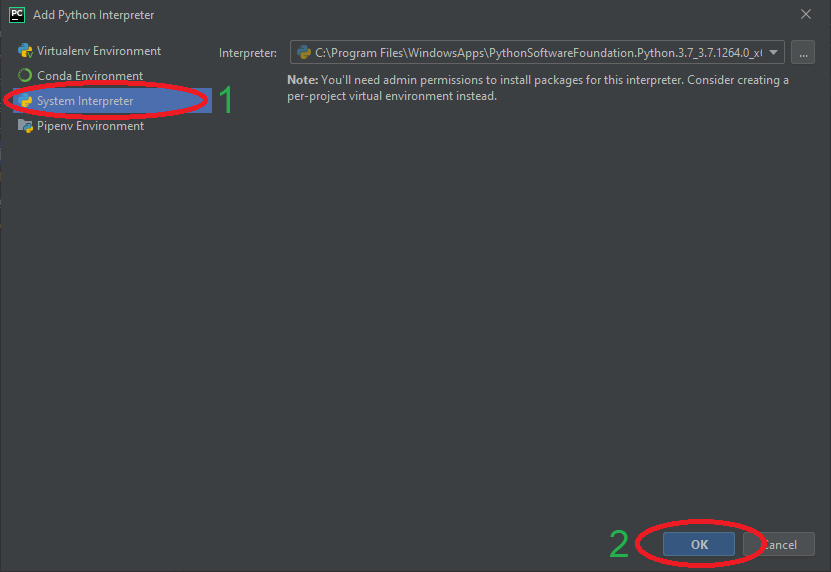 PC Add Python Interpreter
Virtualenv Environment
Conda Environment
System Interpreter 1
Pipenv Environment
Interpreter: C:\Program Files\WindowsApps\PythonSoftwareFoundation.Python.3.7_3.7.1264.0_x ...
Note: You'll need admin permissions to install packages for this interpreter. Consider creating a
per-project virtual environment instead.
2 OK Cancel